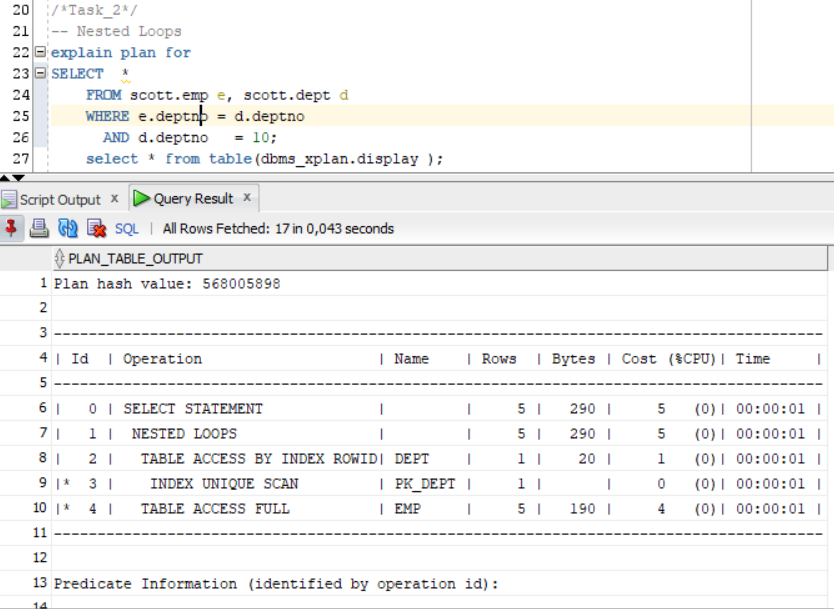 20 /*Task_2*/
21 -- Nested Loops
22 explain plan for
23 SELECT *
24 FROM scott.emp e, scott.dept d
25 WHERE e.deptno = d.deptno
26 AND d.deptno = 10;
27 select * from table(dbms_xplan.display );
Script Output x Query Result x
SQL | All Rows Fetched: 17 in 0,043 seconds
PLAN_TABLE_OUTPUT
1 Plan hash value: 568005898
2
3 --------------------------------------------------------------------------------------
4 | Id | Operation | Name | Rows | Bytes | Cost (%CPU)| Time |
5 --------------------------------------------------------------------------------------
6 | 0 | SELECT STATEMENT | | 5 | 290 | 5 (0)| 00:00:01 |
7 | 1 | NESTED LOOPS | | 5 | 290 | 5 (0)| 00:00:01 |
8 | 2 | TABLE ACCESS BY INDEX ROWID| DEPT | 1 | 20 | 1 (0)| 00:00:01 |
9 |* 3 | INDEX UNIQUE SCAN | PK_DEPT | 1 | | 0 (0)| 00:00:01 |
10 |* 4 | TABLE ACCESS FULL | EMP | 5 | 190 | 4 (0)| 00:00:01 |
11 --------------------------------------------------------------------------------------
12
13 Predicate Information (identified by operation id):
14